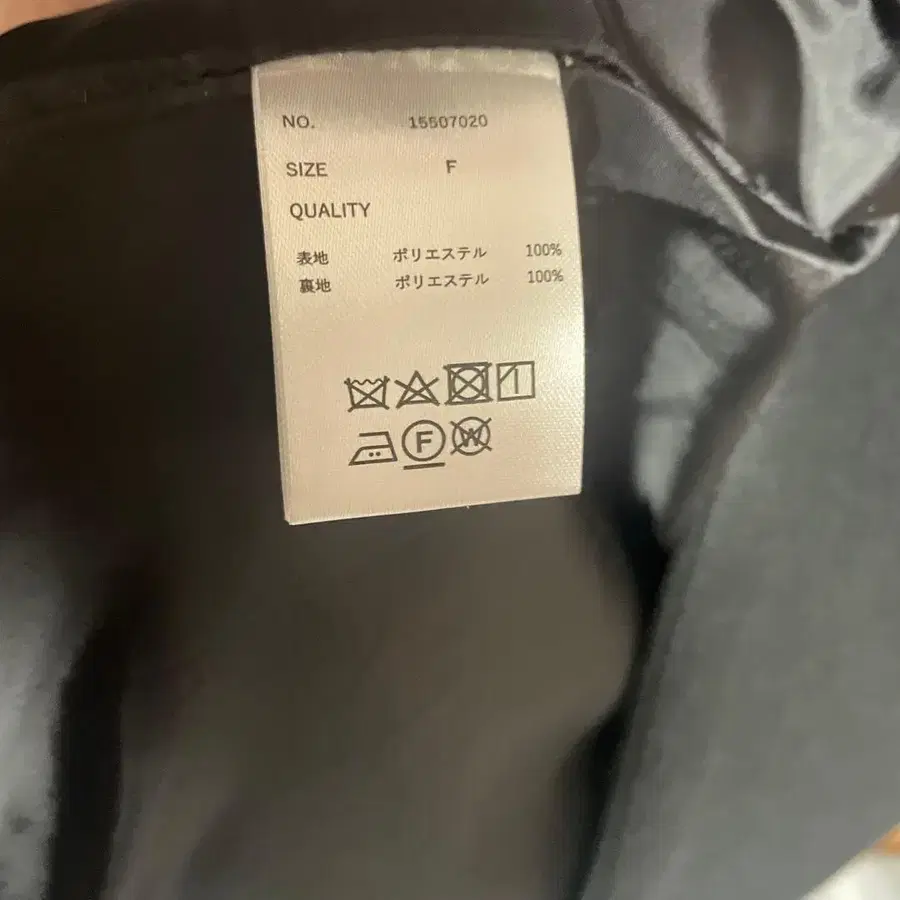 NO. 15507020
SIZE F
QUALITY
表地 ポリエステル 100%
裏地 ポリエステル 100%
F W